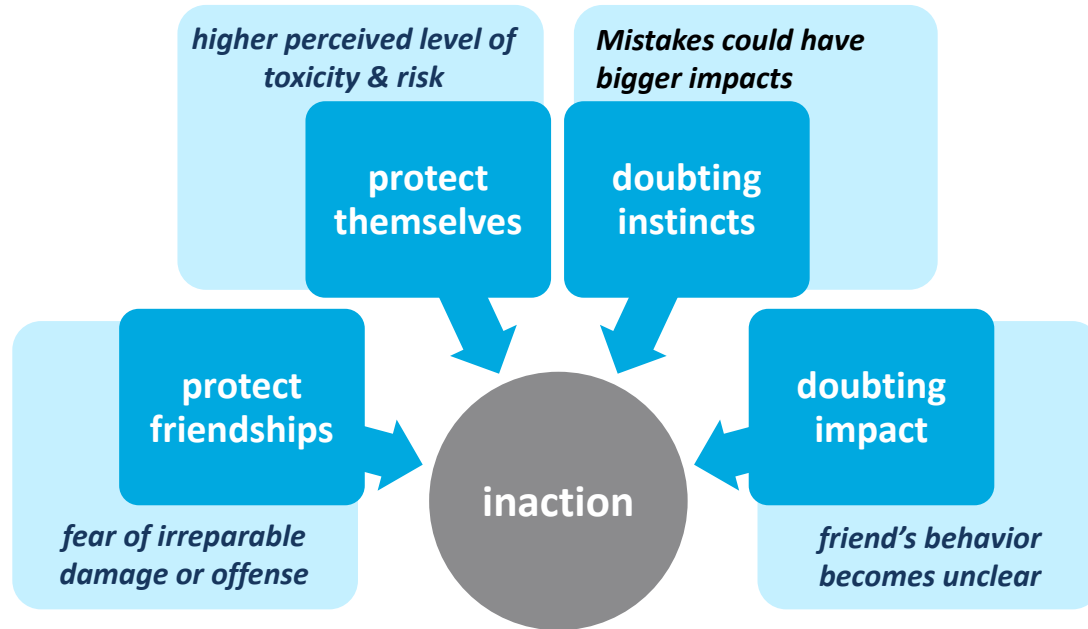 higher perceived level of
toxicity & risk
protect
themselves
Mistakes could have
bigger impacts
doubting
instincts
protect
friendships
fear of irreparable
damage or offense
inaction
doubting
impact
friend’s behavior
becomes unclear